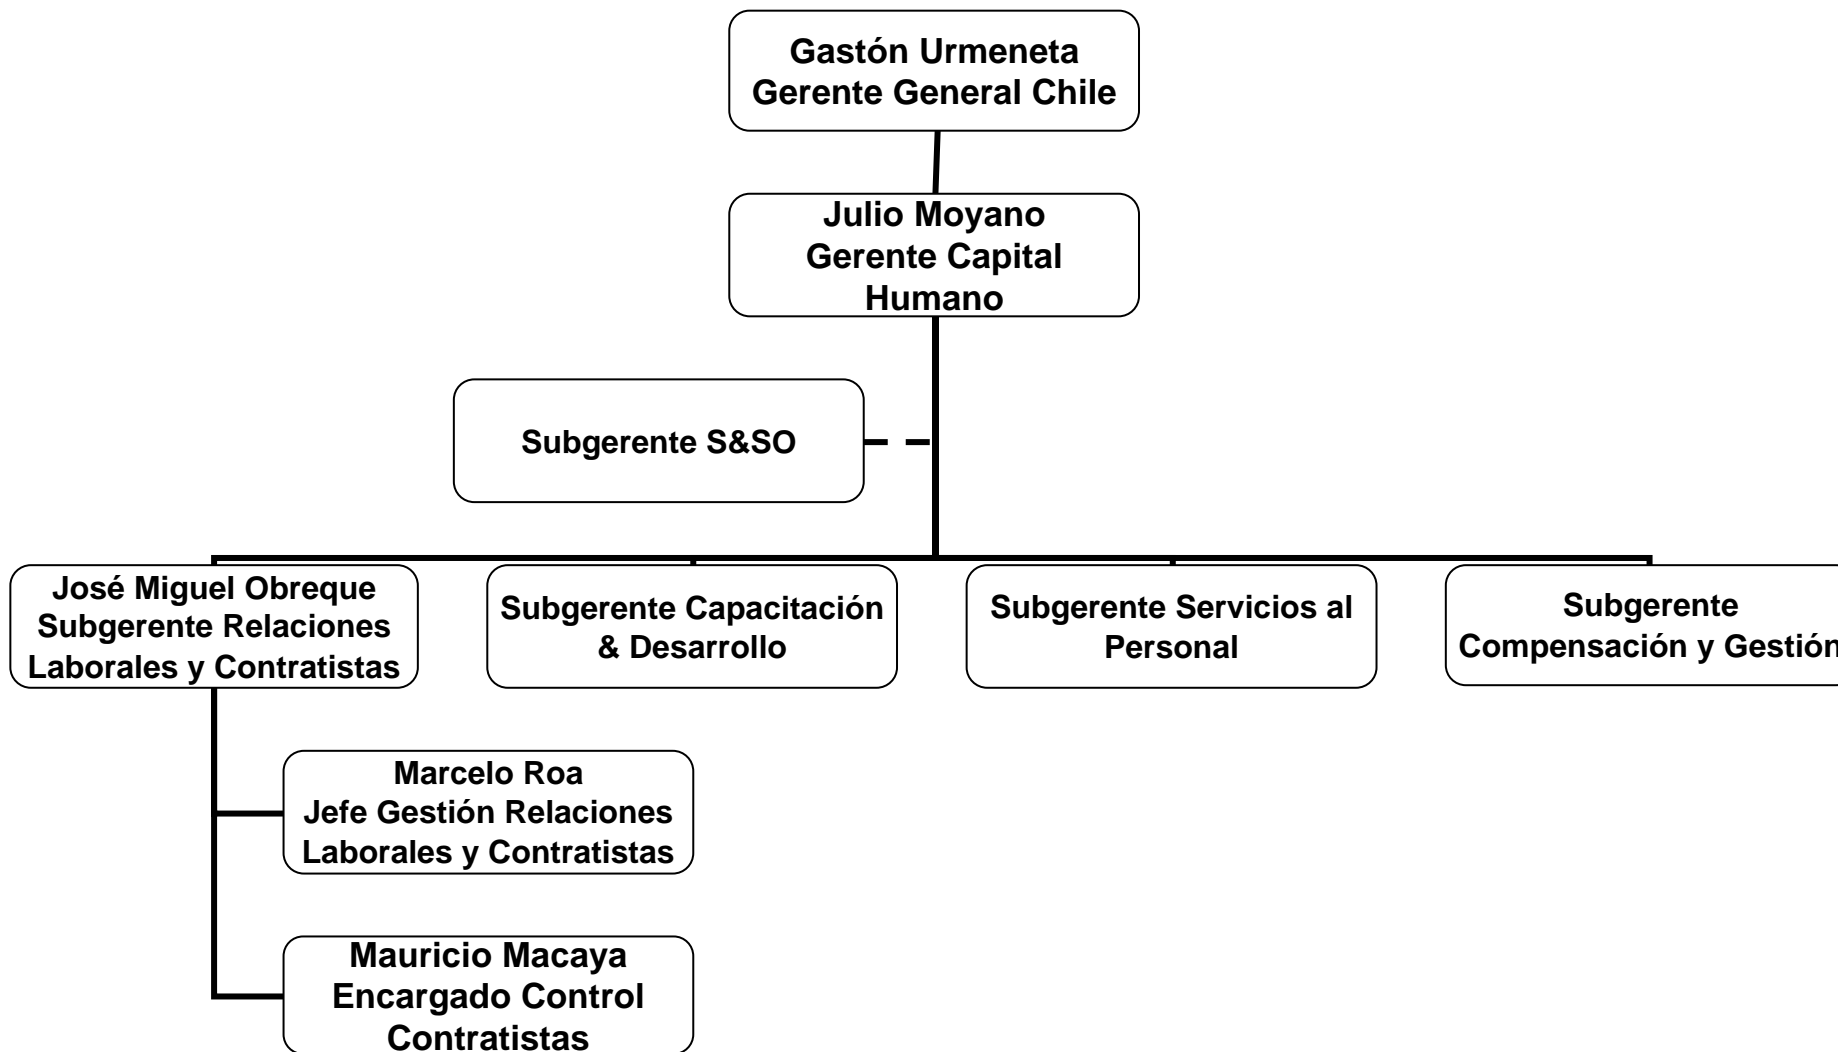 Gastón Urmeneta
Gerente General Chile
Julio Moyano
Gerente Capital
Humano
Subgerente S&SO
José Miguel Obreque
Subgerente Relaciones
Laborales y Contratistas
Subgerente Capacitación
& Desarrollo
Subgerente Servicios al
Personal
Subgerente
Compensación y Gestión
Marcelo Roa
Jefe Gestión Relaciones
Laborales y Contratistas
Mauricio Macaya
Encargado Control
Contratistas